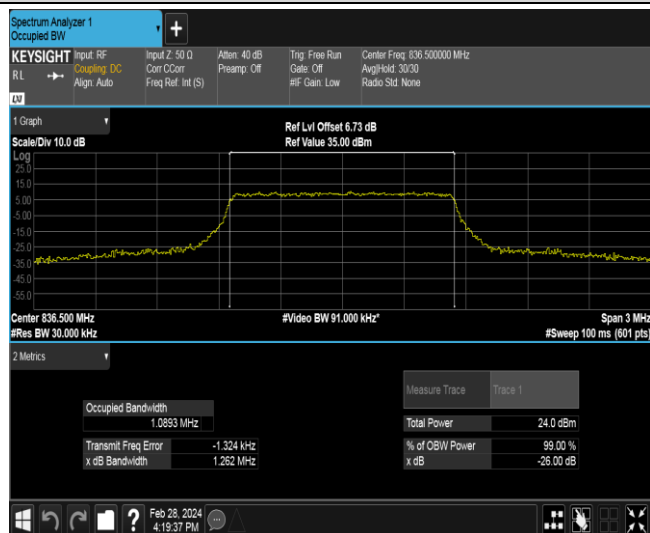 Spectrum Analyzer 1
Occupied BW
+
KEYSIGHT
RL
LXI
Input: RF
Coupling: DC
Align: Auto
Input Z: 50 Ω
Corr CCorr
Freq Ref: Int (S)
Atten: 40 dB
Preamp: Off
Trig: Free Run
Gate: Off
#IF Gain: Low
Center Freq: 836.500000 MHz
Avg|Hold: 30/30
Radio Std: None
1 Graph
Scale/Div 10.0 dB
Ref Lvl Offset 6.73 dB
Ref Value 35.00 dBm
Log
25.0
15.0
5.00
-5.00
-15.0
-25.0
-35.0
-45.0
-55.0
Center 836.500 MHz
#Video BW 91.000 kHz*
Span 3 MHz
#Res BW 30.000 kHz
#Sweep 100 ms (601 pts)
2 Metrics
Measure Trace
Trace 1
Occupied Bandwidth
1.0893 MHz
Total Power
24.0 dBm
Transmit Freq Error
-1.324 kHz
% of OBW Power
99.00 %
x dB Bandwidth
1.262 MHz
x dB
-26.00 dB
?
Feb 28, 2024
4:19:37 PM